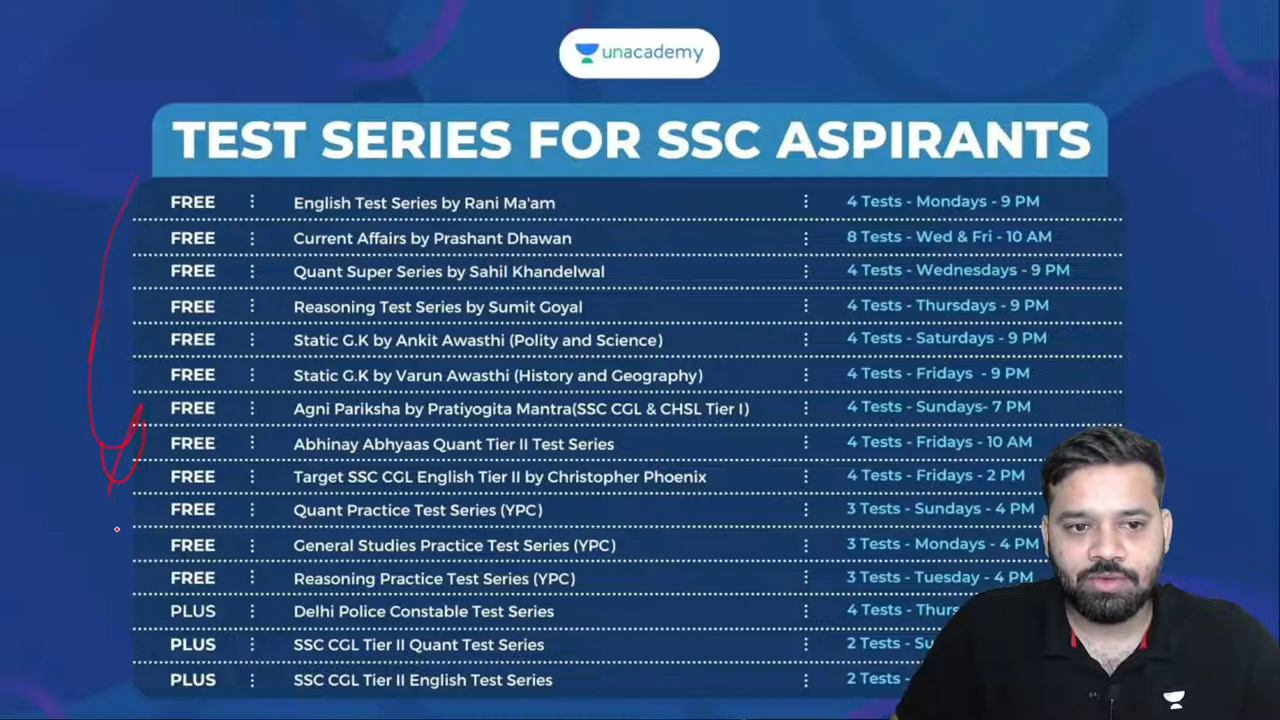 unacademy
TEST SERIES FOR SSC ASPIRANTS
FREE : English Test Series by Rani Ma'am : 4 Tests - Mondays - 9 PM
FREE : Current Affairs by Prashant Dhawan : 8 Tests - Wed & Fri - 10 AM
FREE : Quant Super Series by Sahil Khandelwal : 4 Tests - Wednesdays - 9 PM
FREE : Reasoning Test Series by Sumit Goyal : 4 Tests - Thursdays - 9 PM
FREE : Static G.K by Ankit Awasthi (Polity and Science) : 4 Tests - Saturdays - 9 PM
FREE : Static G.K by Varun Awasthi (History and Geography) : 4 Tests - Fridays - 9 PM
FREE : Agni Pariksha by Pratiyogita Mantra(SSC CGL & CHSL Tier I) : 4 Tests - Sundays- 7 PM
FREE : Abhinay Abhyaas Quant Tier II Test Series : 4 Tests - Fridays - 10 AM
FREE : Target SSC CGL English Tier II by Christopher Phoenix : 4 Tests - Fridays - 2 PM
FREE : Quant Practice Test Series (YPC) : 3 Tests - Sundays - 4 PM
FREE : General Studies Practice Test Series (YPC) : 3 Tests - Mondays - 4 PM
FREE : Reasoning Practice Test Series (YPC) : 3 Tests - Tuesday - 4 PM
PLUS : Delhi Police Constable Test Series : 4 Tests - Thurs
PLUS : SSC CGL Tier II Quant Test Series : 2 Tests - Su
PLUS : SSC CGL Tier II English Test Series : 2 Tests -